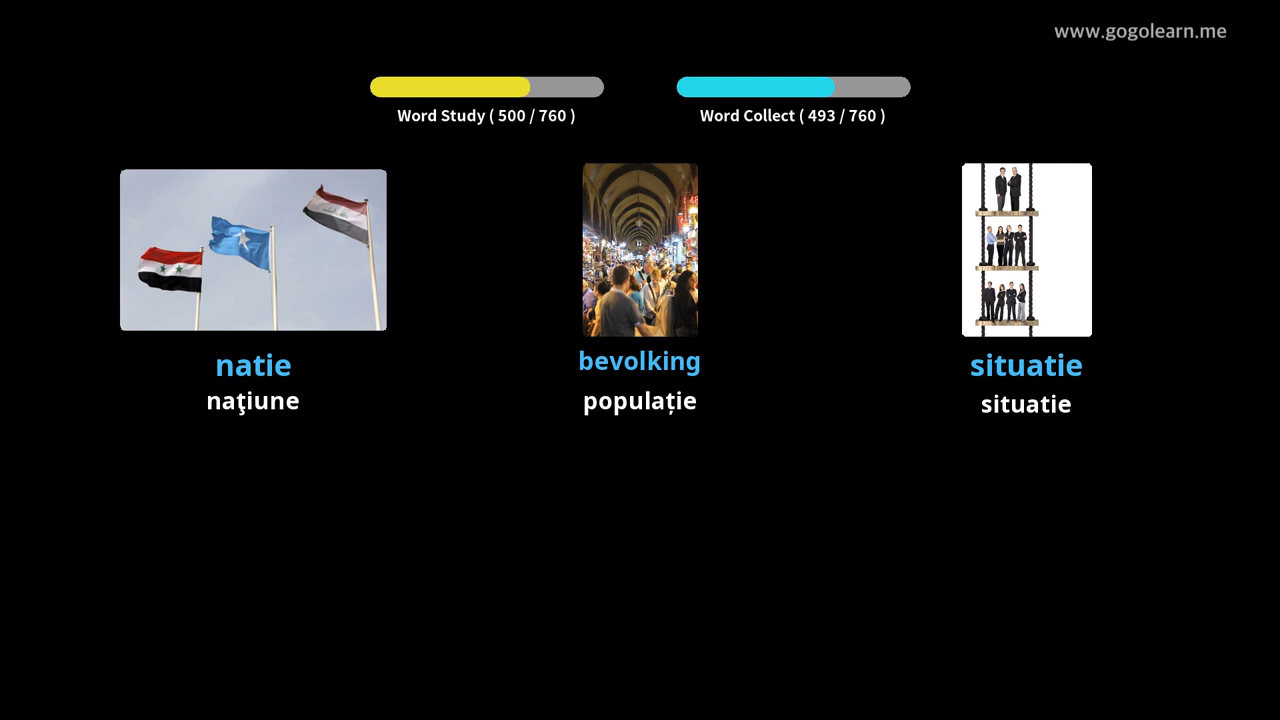 www.gogolearn.me
Word Study ( 500 / 760 )
Word Collect ( 493 / 760 )
natie
naţiune
bevolking
populație
situatie
situatie